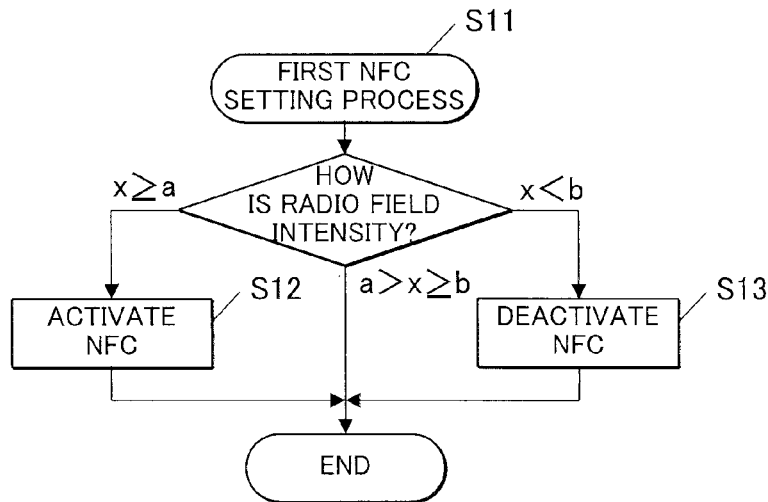 S11
FIRST NFC
SETTING PROCESS
HOW
IS RADIO FIELD
INTENSITY?
x≧a
x<b
a>x≧b
S12
ACTIVATE
NFC
S13
DEACTIVATE
NFC
END